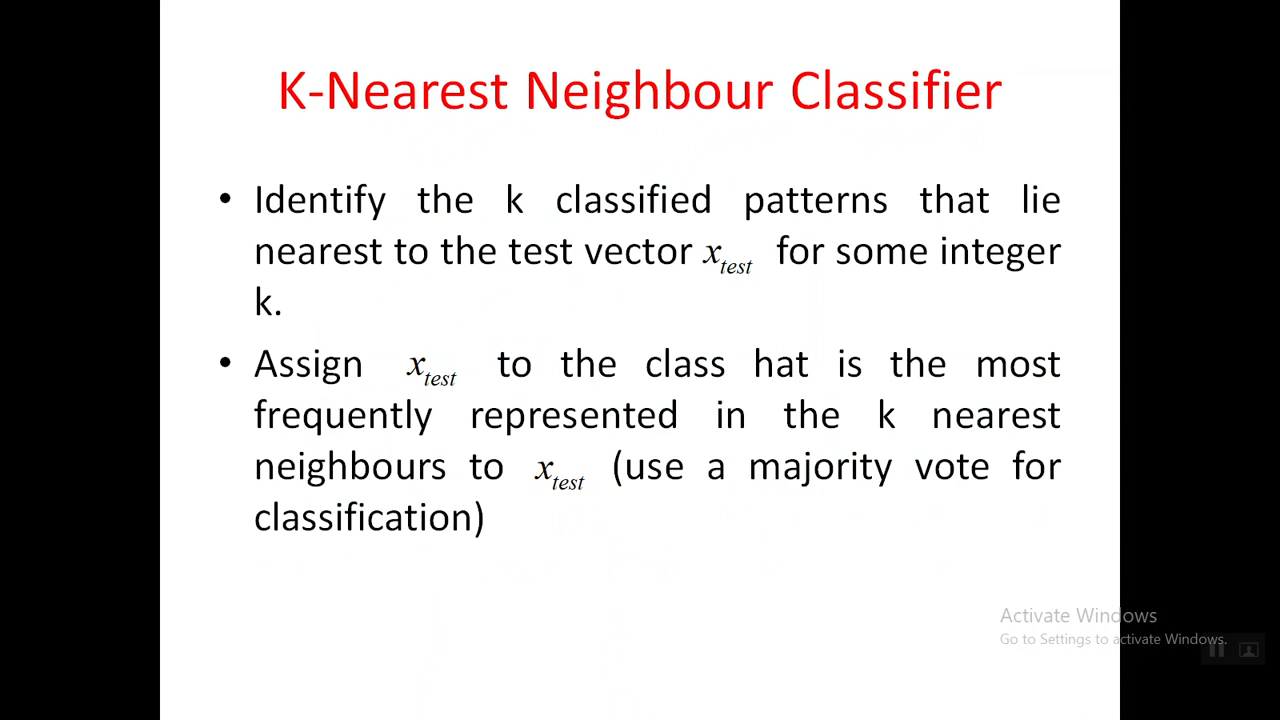 K-Nearest Neighbour Classifier
• Identify the k classified patterns that lie
nearest to the test vector x_test for some integer
k.
• Assign x_test to the class hat is the most
frequently represented in the k nearest
neighbours to x_test (use a majority vote for
classification)
Activate Windows
Go to Settings to activate Windows.